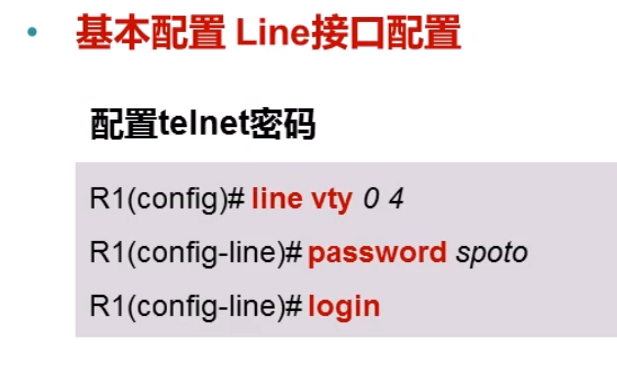 • 基本配置 Line接口配置
配置telnet密码
R1(config)# line vty 0 4
R1(config-line)# password spoto
R1(config-line)# login